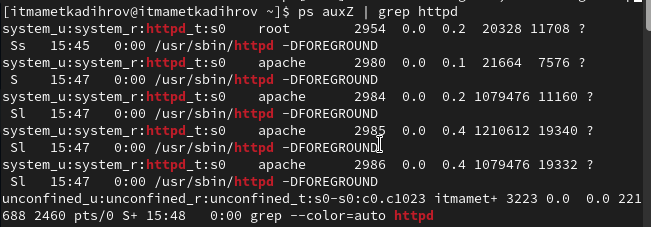 [itmametkadihrov@itmametkadihrov ~]$ ps auxZ | grep httpd
system_u:system_r:httpd_t:s0    root        2954  0.0  0.2  20328 11708 ?
 Ss   15:45   0:00 /usr/sbin/httpd -DFOREGROUND
system_u:system_r:httpd_t:s0    apache      2980  0.0  0.1  21664  7576 ?
 S    15:47   0:00 /usr/sbin/httpd -DFOREGROUND
system_u:system_r:httpd_t:s0    apache      2984  0.0  0.2 1079476 11160 ?
 Sl   15:47   0:00 /usr/sbin/httpd -DFOREGROUND
system_u:system_r:httpd_t:s0    apache      2985  0.0  0.4 1210612 19340 ?
 Sl   15:47   0:00 /usr/sbin/httpd -DFOREGROUND
system_u:system_r:httpd_t:s0    apache      2986  0.0  0.4 1079476 19332 ?
 Sl   15:47   0:00 /usr/sbin/httpd -DFOREGROUND
unconfined_u:unconfined_r:unconfined_t:s0-s0:c0.c1023 itmamet+ 3223 0.0  0.0 221
688 2460 pts/0 S+ 15:48   0:00 grep --color=auto httpd